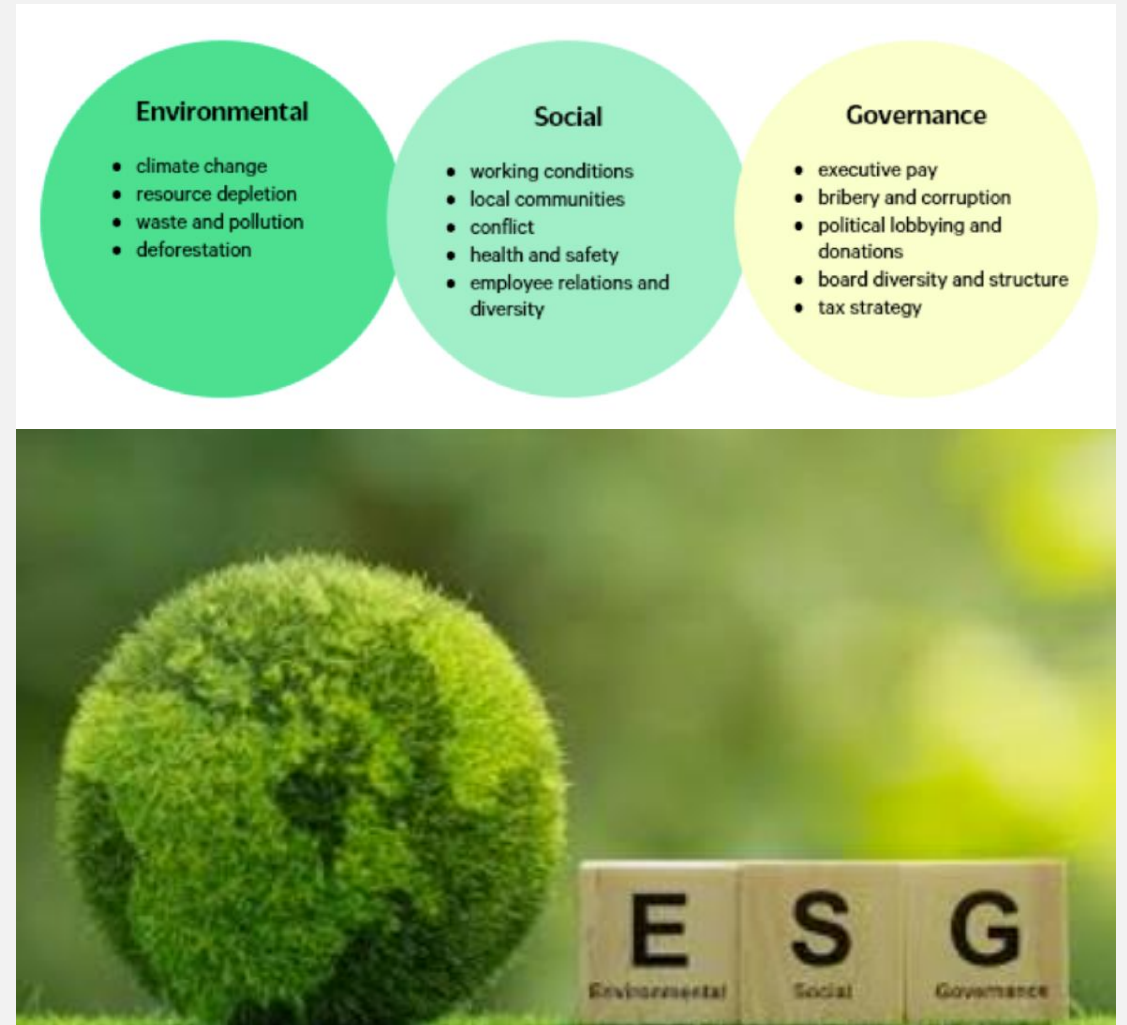 Environmental
climate change
resource depletion
waste and pollution
deforestation
Social
working conditions
local communities
conflict
health and safety
employee relations and
diversity
Governance
executive pay
bribery and corruption
political lobbying and
donations
board diversity and structure
tax strategy
E S G
Environmental Social Governance